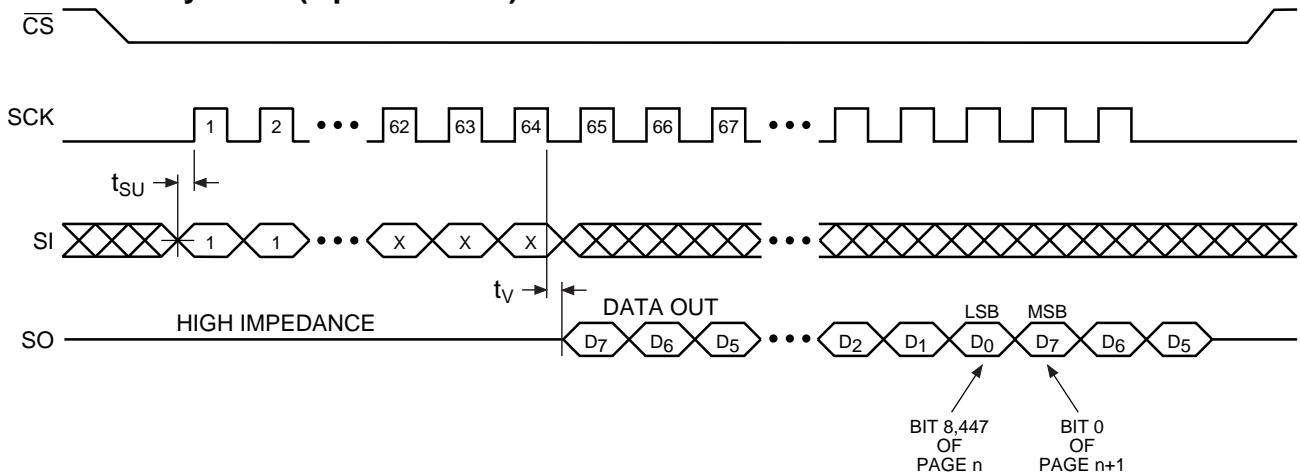 CS
SCK
1 2 ••• 62 63 64 65 66 67 •••
tSU
SI
1 1 ••• X X X •••
tV
DATA OUT
HIGH IMPEDANCE
LSB MSB
SO
D7 D6 D5 ••• D2 D1 D0 D7 D6 D5
BIT 8,447
OF
PAGE n
BIT 0
OF
PAGE n+1